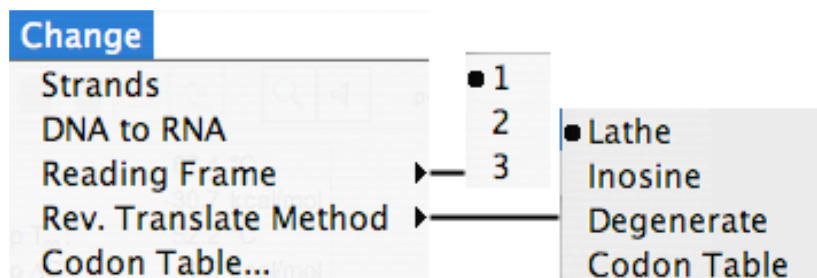 Change
Strands
DNA to RNA
Reading Frame
Rev. Translate Method
Codon Table...
1
2
3
Lathe
Inosine
Degenerate
Codon Table